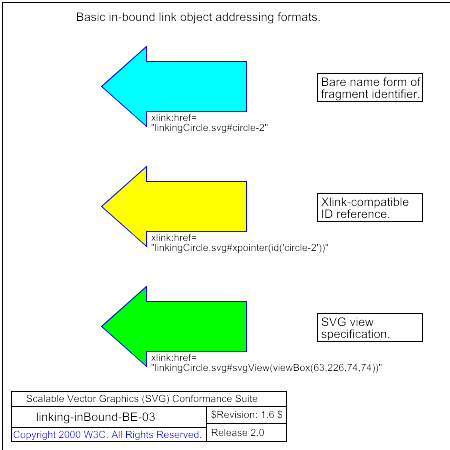 Basic in-bound link object addressing formats.
Bare name form of
fragment identifier.
xlink:href=
"linkingCircle.svg#circle-2"
Xlink-compatible
ID reference.
xlink:href=
"linkingCircle.svg#xpointer(id('circle-2'))"
SVG view
specification.
xlink:href=
"linkingCircle.svg#svgView(viewBox(63,226,74,74))"
Scalable Vector Graphics (SVG) Conformance Suite
linking-inBound-BE-03
$Revision: 1.6 $
Copyright 2000 W3C. All Rights Reserved.
Release 2.0